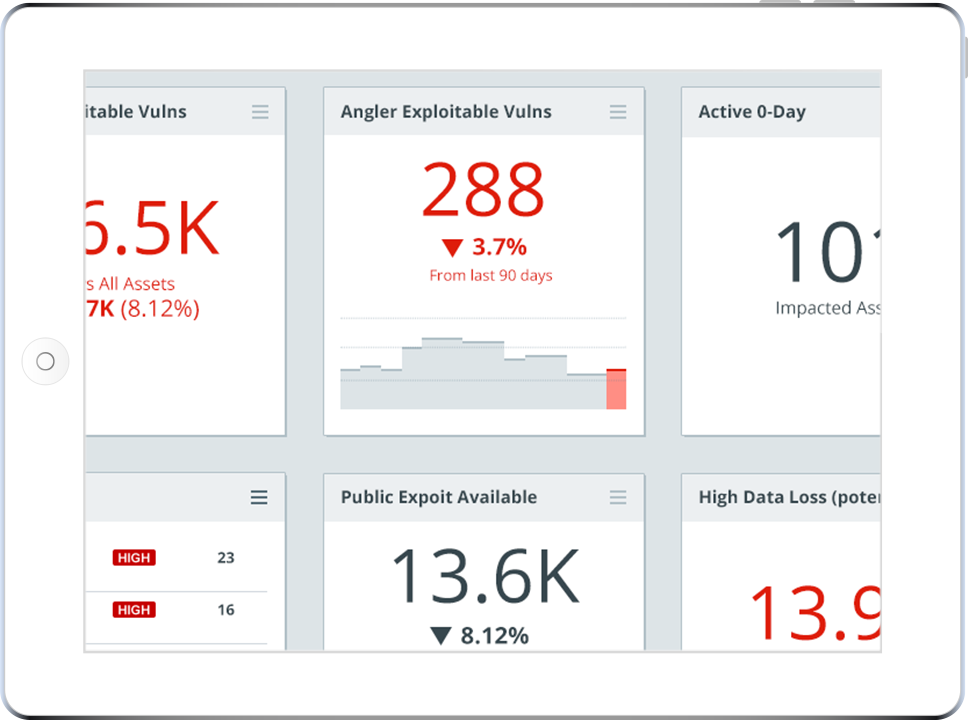 itable Vulns
6.5K
s All Assets
7K (8.12%)
Angler Exploitable Vulns
288
▼ 3.7%
From last 90 days
Active 0-Day
101
Impacted Ass
HIGH 23
HIGH 16
Public Expoit Available
13.6K
▼ 8.12%
High Data Loss (poten
13.9